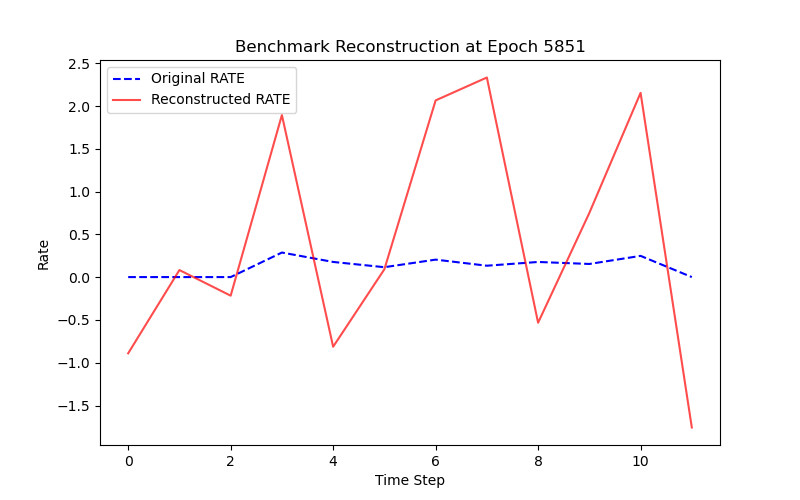 Benchmark Reconstruction at Epoch 5851
Original RATE
Reconstructed RATE
2.5
2.0
1.5
1.0
0.5
0.0
−0.5
−1.0
−1.5
Rate
0 2 4 6 8 10
Time Step